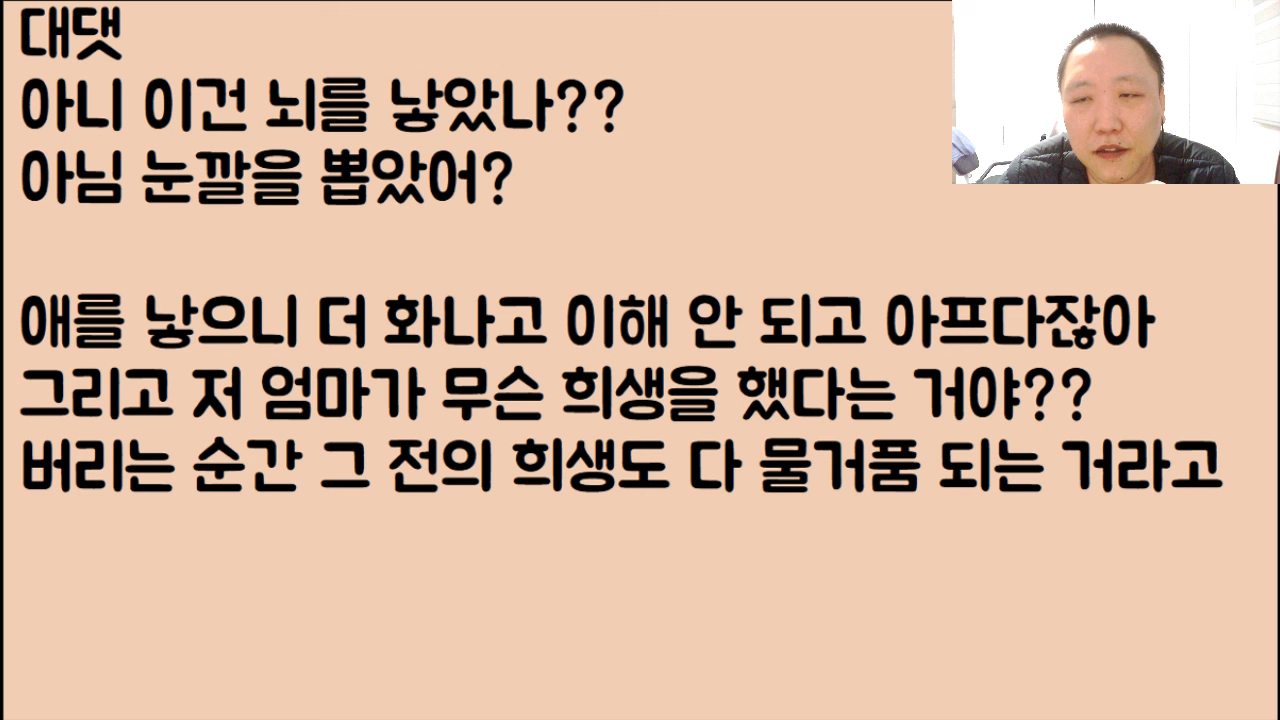 대댓
아니 이건 뇌를 낳았나??
아님 눈깔을 뽑았어?
애를 낳으니 더 화나고 이해 안 되고 아프다잖아
그리고 저 엄마가 무슨 희생을 했다는 거야??
버리는 순간 그 전의 희생도 다 물거품 되는 거라고